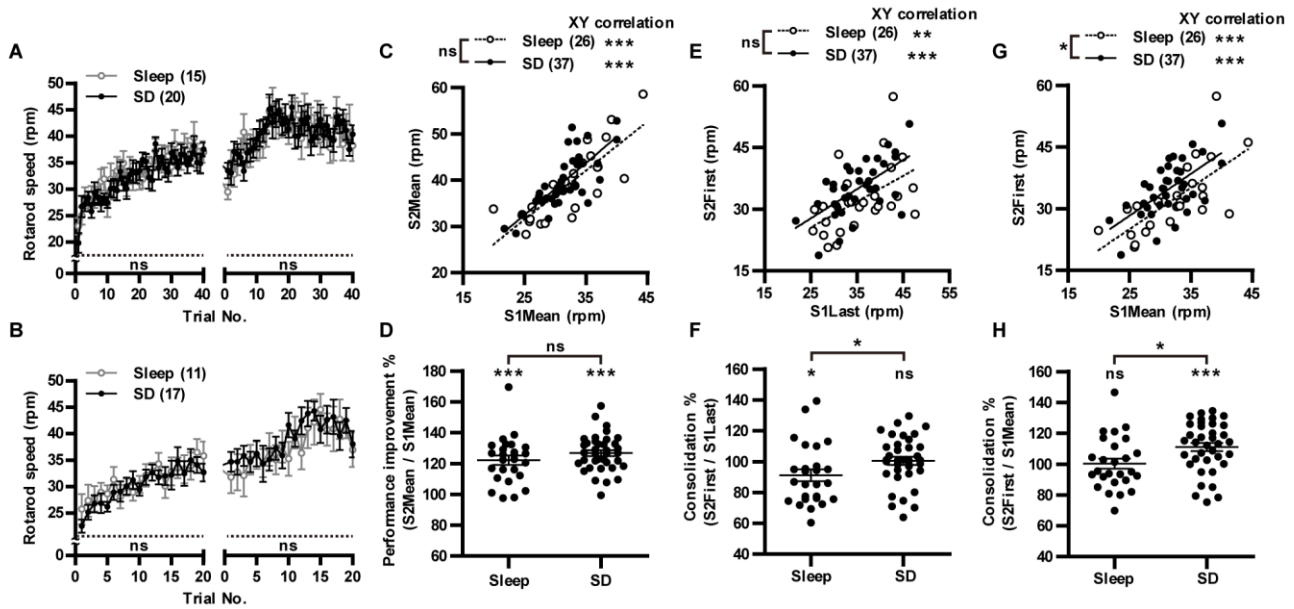 A
Sleep (15)
SD (20)
Rotarod speed (rpm)
50
45
40
35
30
25
20
0
ns
ns
0 10 20 30 40
0 10 20 30 40
Trial No.
B
Sleep (11)
SD (17)
Rotarod speed (rpm)
50
45
40
35
30
25
0
ns
ns
0 5 10 15 20
0 5 10 15 20
Trial No.
C
XY correlation
ns
Sleep (26) ***
SD (37) ***
S2Mean (rpm)
60
50
40
30
20
15 25 35 45
S1Mean (rpm)
D
Performance improvement %
(S2Mean / S1Mean)
180
160
140
120
100
80
60
ns
*** ***
Sleep SD
E
XY correlation
ns
Sleep (26) **
SD (37) ***
S2First (rpm)
60
45
30
15
15 25 35 45 55
S1Last (rpm)
F
Consolidation %
(S2First / S1Last)
160
140
120
100
80
60
40
*
* ns
Sleep SD
G
XY correlation
*
Sleep (26) ***
SD (37) ***
S2First (rpm)
60
45
30
15
15 25 35 45
S1Mean (rpm)
H
Consolidation %
(S2First / S1Mean)
160
140
120
100
80
60
40
*
ns ***
Sleep SD